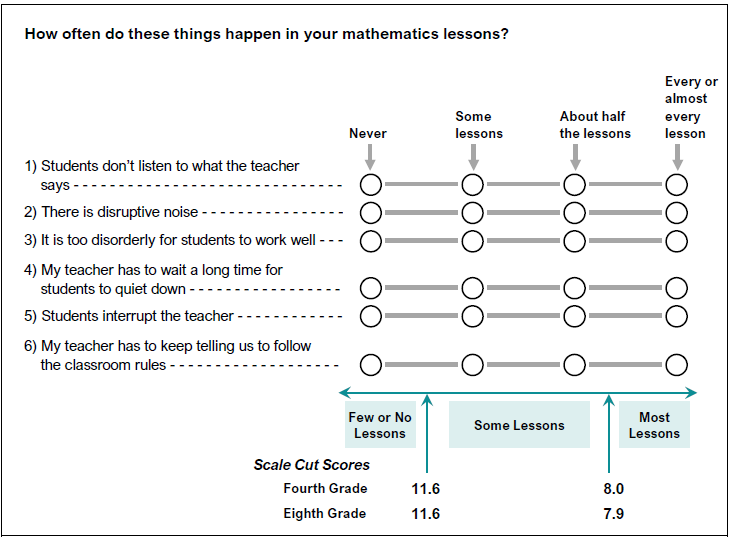 How often do these things happen in your mathematics lessons?
Never
Some
lessons
About half
the lessons
Every or
almost
every
lesson
1) Students don’t listen to what the teacher
says - - - - - - - - - - - - - - - - - - - - - - - - - - - - - -
2) There is disruptive noise - - - - - - - - - - - - - - - -
3) It is too disorderly for students to work well - - -
4) My teacher has to wait a long time for
students to quiet down - - - - - - - - - - - - - - - - -
5) Students interrupt the teacher - - - - - - - - - - - -
6) My teacher has to keep telling us to follow
the classroom rules - - - - - - - - - - - - - - - - - - -
Few or No
Lessons
Some Lessons
Most
Lessons
Scale Cut Scores
Fourth Grade 11.6 8.0
Eighth Grade 11.6 7.9